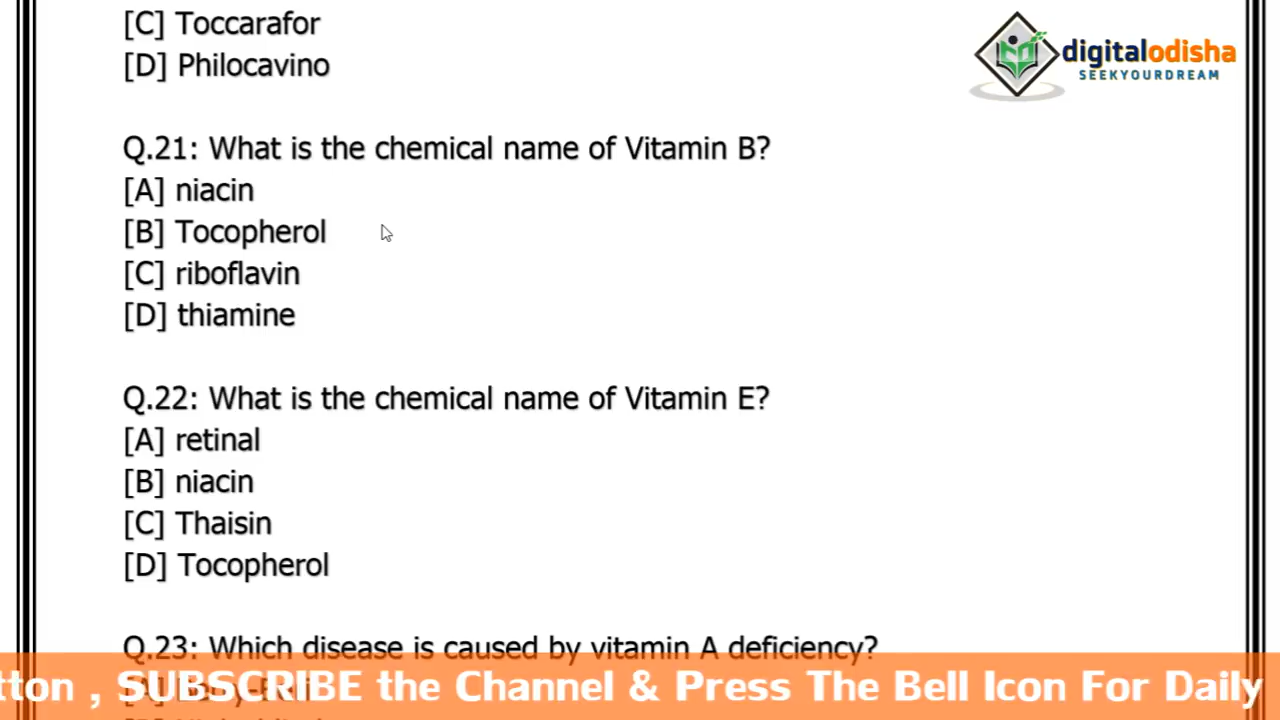 [C] Toccarafor
[D] Philocavino
digitalodisha
SEEKYOURDREAM
Q.21: What is the chemical name of Vitamin B?
[A] niacin
[B] Tocopherol
[C] riboflavin
[D] thiamine
Q.22: What is the chemical name of Vitamin E?
[A] retinal
[B] niacin
[C] Thaisin
[D] Tocopherol
Q.23: Which disease is caused by vitamin A deficiency?
tton , SUBSCRIBE the Channel & Press The Bell Icon For Daily